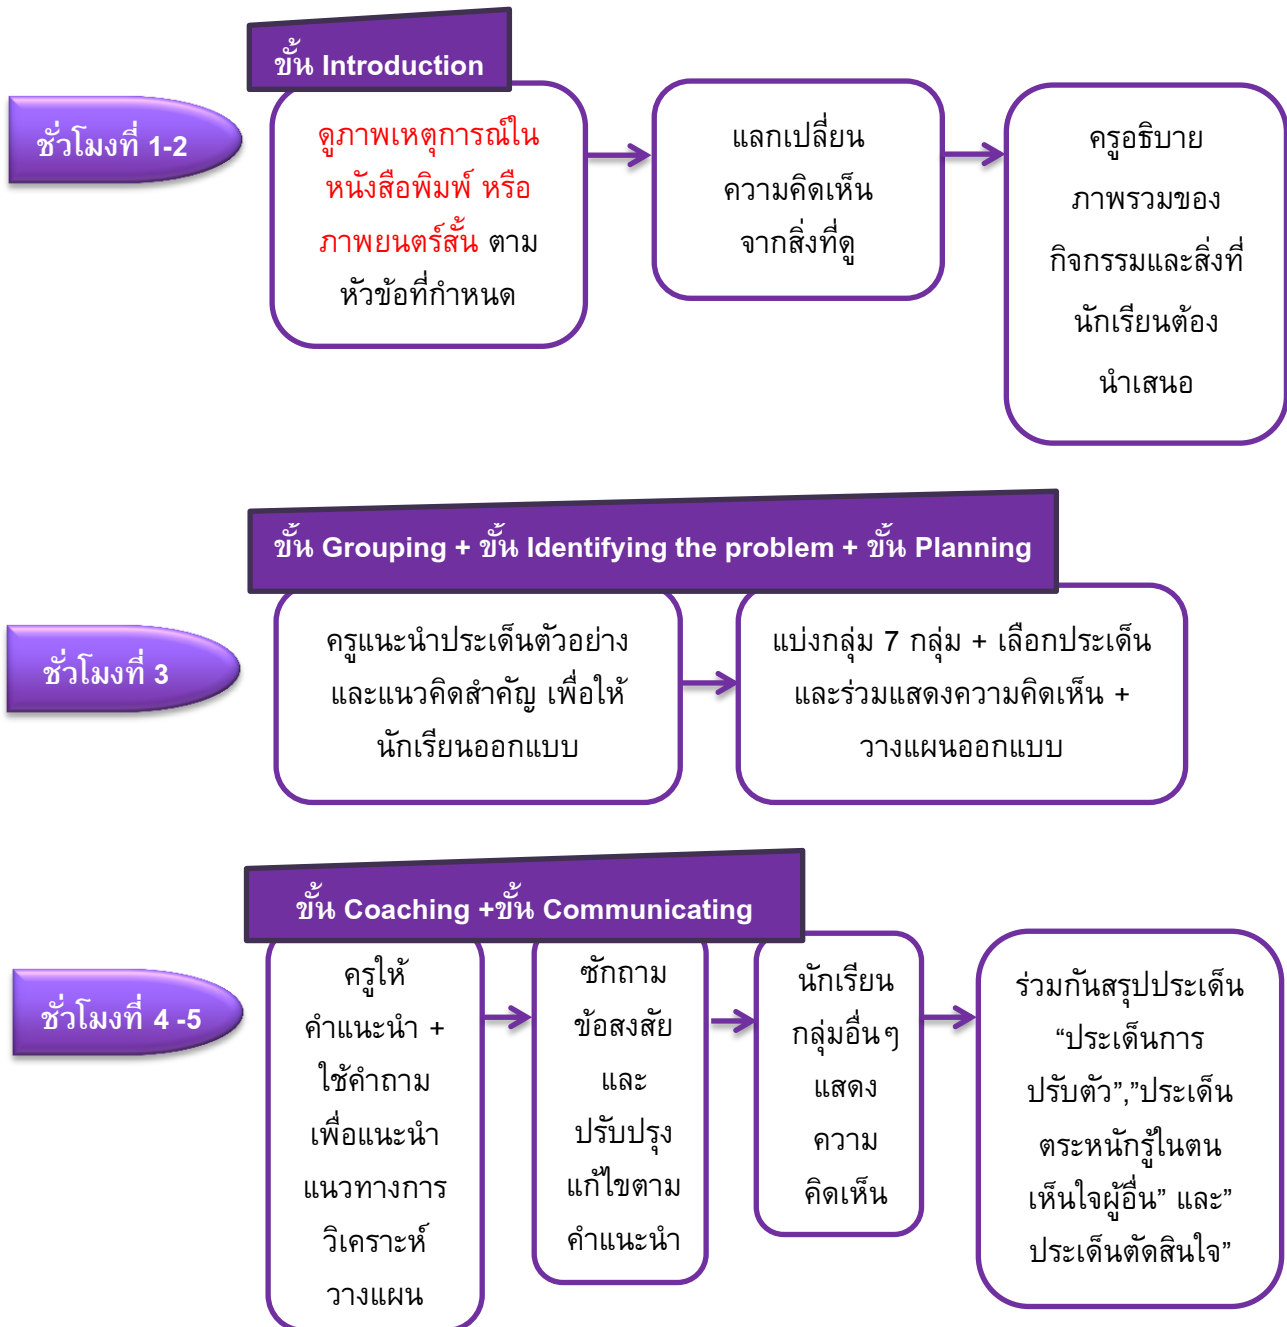 ขั้น Introduction
ชั่วโมงที่ 1-2
ดูภาพเหตุการณ์ใน
หนังสือพิมพ์ หรือ
ภาพยนตร์สั้น ตาม
หัวข้อที่กำหนด
แลกเปลี่ยน
ความคิดเห็น
จากสิ่งที่ดู
ครูอธิบาย
ภาพรวมของ
กิจกรรมและสิ่งที่
นักเรียนต้อง
นำเสนอ
ขั้น Grouping + ขั้น Identifying the problem + ขั้น Planning
ชั่วโมงที่ 3
ครูแนะนำประเด็นตัวอย่าง
และแนวคิดสำคัญ เพื่อให้
นักเรียนออกแบบ
แบ่งกลุ่ม 7 กลุ่ม + เลือกประเด็น
และร่วมแสดงความคิดเห็น +
วางแผนออกแบบ
ขั้น Coaching +ขั้น Communicating
ชั่วโมงที่ 4 -5
ครูให้
คำแนะนำ +
ใช้คำถาม
เพื่อแนะนำ
แนวทางการ
วิเคราะห์
วางแผน
ซักถาม
ข้อสงสัย
และ
ปรับปรุง
แก้ไขตาม
คำแนะนำ
นักเรียน
กลุ่มอื่นๆ
แสดง
ความ
คิดเห็น
ร่วมกันสรุปประเด็น
“ประเด็นการ
ปรับตัว”,”ประเด็น
ตระหนักรู้ในตน
เห็นใจผู้อื่น” และ”
ประเด็นตัดสินใจ”